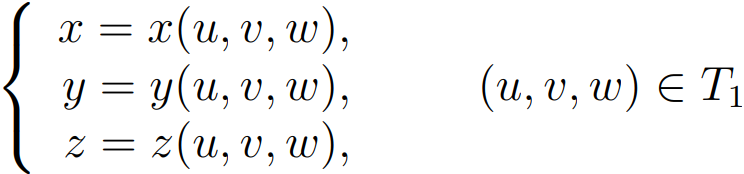 x = x(u, v, w),
y = y(u, v, w), (u, v, w) ∈ T₁
z = z(u, v, w),